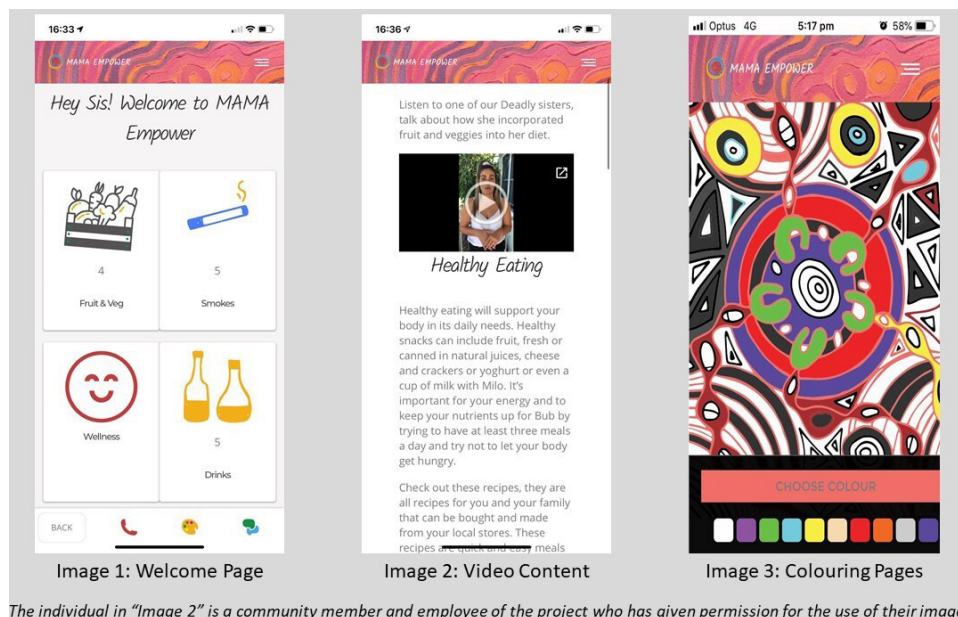 16:33
MAMA EMPOWER
Hey Sis! Welcome to MAMA
Empower
4
Fruit & Veg
5
Smokes
Wellness
5
Drinks
BACK
Image 1: Welcome Page
16:36
MAMA EMPOWER
Listen to one of our Deadly sisters,
talk about how she incorporated
fruit and veggies into her diet.
Healthy Eating
Healthy eating will support your
body in its daily needs. Healthy
snacks can include fruit, fresh or
canned in natural juices, cheese
and crackers or yoghurt or even a
cup of milk with Milo. It's
important for your energy and to
keep your nutrients up for Bub by
trying to have at least three meals
a day and try not to let your body
get hungry.
Check out these recipes, they are
all recipes for you and your family
that can be bought and made
from your local stores. These
recipes are quick and easy meals
Image 2: Video Content
Optus 4G 5:17 pm 58%
MAMA EMPOWER
CHOOSE COLOUR
Image 3: Colouring Pages
The individual in "Image 2" is a community member and employee of the project who has given permission for the use of their image